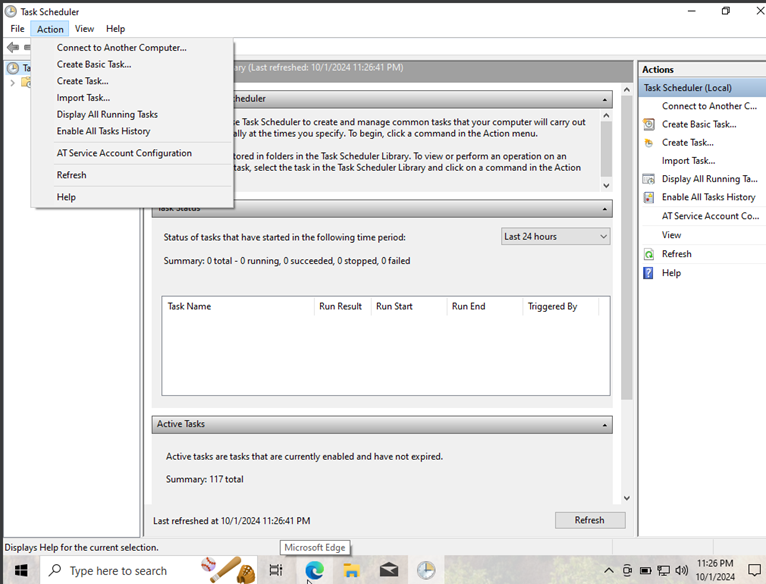 Task Scheduler
File Action View Help
Connect to Another Computer...
Create Basic Task...
Create Task...
Import Task...
Display All Running Tasks
Enable All Tasks History
AT Service Account Configuration
Refresh
Help
(Last refreshed: 10/1/2024 11:26:41 PM)
Task Scheduler to create and manage common tasks that your computer will carry out
at the times you specify. To begin, click a command in the Action menu.
in folders in the Task Scheduler Library. To view or perform an operation on an
task, select the task in the Task Scheduler Library and click on a command in the Action
Task Status
Status of tasks that have started in the following time period:
Last 24 hours
Summary: 0 total - 0 running, 0 succeeded, 0 stopped, 0 failed
Task Name Run Result Run Start Run End Triggered By
Active Tasks
Active tasks are tasks that are currently enabled and have not expired.
Summary: 117 total
Last refreshed at 10/1/2024 11:26:41 PM
Refresh
Actions
Task Scheduler (Local)
Connect to Another C...
Create Basic Task...
Create Task...
Import Task...
Display All Running Ta...
Enable All Tasks History
AT Service Account Co...
View
Refresh
Help
Displays Help for the current selection.
Microsoft Edge
Type here to search
11:26 PM
10/1/2024